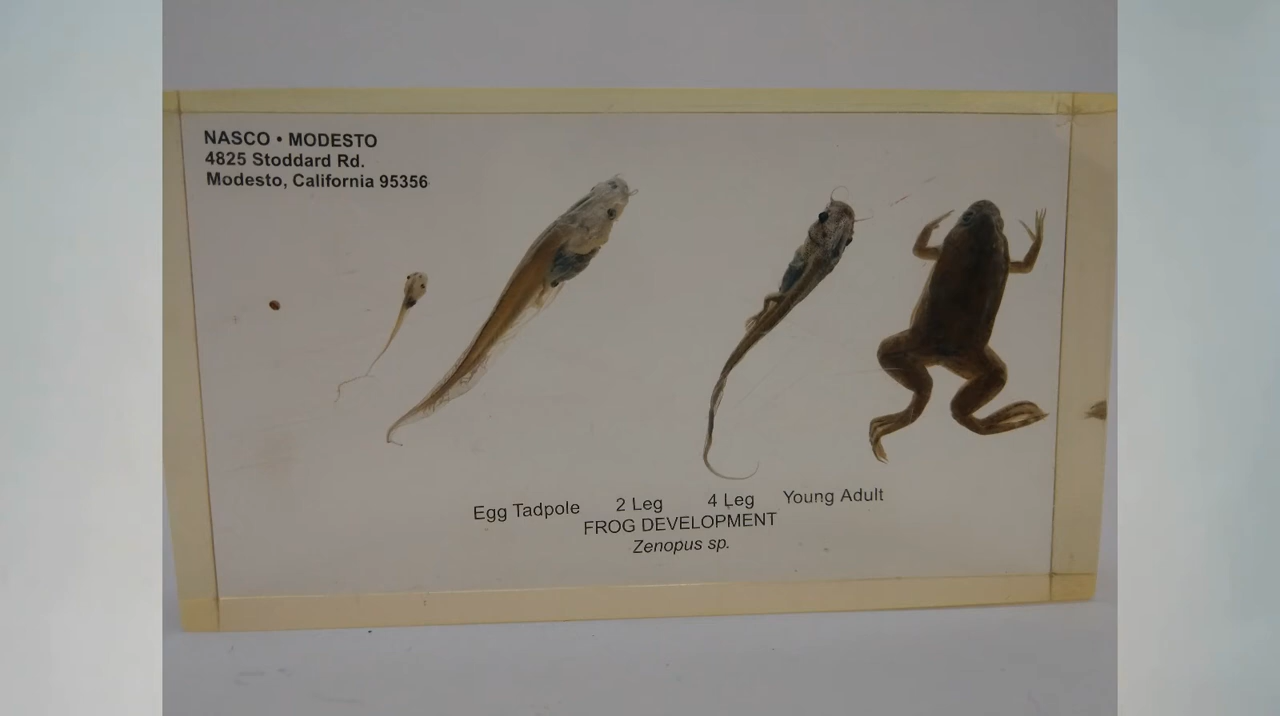 NASCO • MODESTO
4825 Stoddard Rd.
Modesto, California 95356
Egg Tadpole 2 Leg 4 Leg Young Adult
FROG DEVELOPMENT
Zenopus sp.